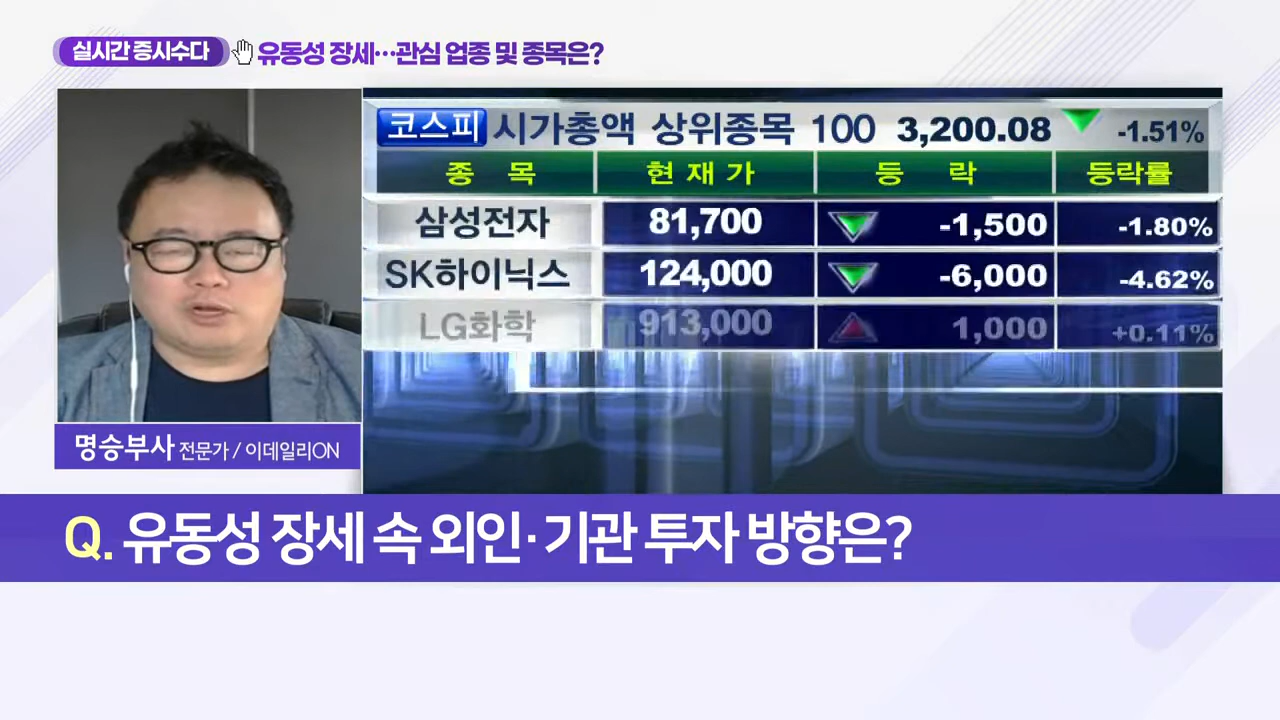 실시간 증시수다 유동성 장세…관심 업종 및 종목은?
코스피 시가총액 상위종목 100 3,200.08 -1.51%
종 목 현 재 가 등 락 등락률
삼성전자 81,700 -1,500 -1.80%
SK하이닉스 124,000 -6,000 -4.62%
LG화학 913,000 1,000 +0.11%
명승부사 전문가 / 이데일리ON
Q. 유동성 장세 속 외인·기관 투자 방향은?